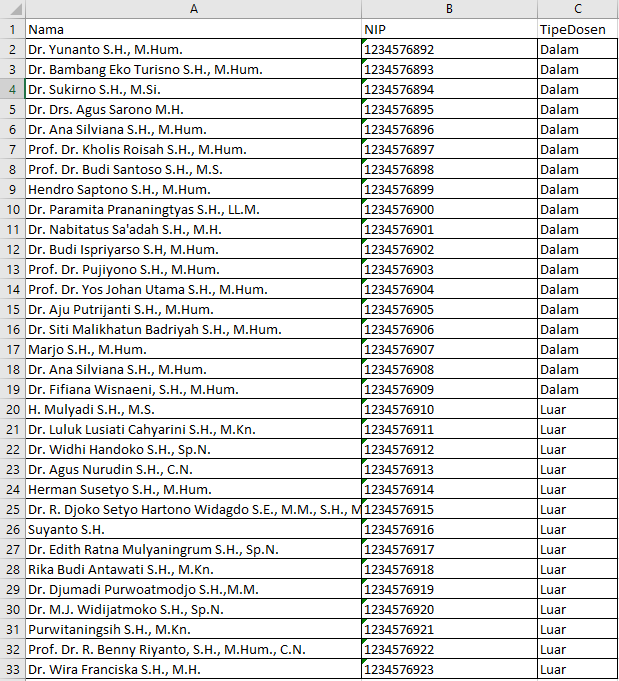 A B C
1 Nama NIP TipeDosen
2 Dr. Yunanto S.H., M.Hum. 1234576892 Dalam
3 Dr. Bambang Eko Turisno S.H., M.Hum. 1234576893 Dalam
4 Dr. Sukirno S.H., M.Si. 1234576894 Dalam
5 Dr. Drs. Agus Sarono M.H. 1234576895 Dalam
6 Dr. Ana Silviana S.H., M.Hum. 1234576896 Dalam
7 Prof. Dr. Kholis Roisah S.H., M.Hum. 1234576897 Dalam
8 Prof. Dr. Budi Santoso S.H., M.S. 1234576898 Dalam
9 Hendro Saptono S.H., M.Hum. 1234576899 Dalam
10 Dr. Paramita Prananingtyas S.H., LL.M. 1234576900 Dalam
11 Dr. Nabitatus Sa'adah S.H., M.H. 1234576901 Dalam
12 Dr. Budi Ispriyarso S.H, M.Hum. 1234576902 Dalam
13 Prof. Dr. Pujiyono S.H., M.Hum. 1234576903 Dalam
14 Prof. Dr. Yos Johan Utama S.H., M.Hum. 1234576904 Dalam
15 Dr. Aju Putrijanti S.H., M.Hum. 1234576905 Dalam
16 Dr. Siti Malikhatun Badriyah S.H., M.Hum. 1234576906 Dalam
17 Marjo S.H., M.Hum. 1234576907 Dalam
18 Dr. Ana Silviana S.H., M.Hum. 1234576908 Dalam
19 Dr. Fifiana Wisnaeni, S.H., M.Hum. 1234576909 Dalam
20 H. Mulyadi S.H., M.S. 1234576910 Luar
21 Dr. Luluk Lusiati Cahyarini S.H., M.Kn. 1234576911 Luar
22 Dr. Widhi Handoko S.H., Sp.N. 1234576912 Luar
23 Dr. Agus Nurudin S.H., C.N. 1234576913 Luar
24 Herman Susetyo S.H., M.Hum. 1234576914 Luar
25 Dr. R. Djoko Setyo Hartono Widagdo S.E., M.M., S.H., M 1234576915 Luar
26 Suyanto S.H. 1234576916 Luar
27 Dr. Edith Ratna Mulyaningrum S.H., Sp.N. 1234576917 Luar
28 Rika Budi Antawati S.H., M.Kn. 1234576918 Luar
29 Dr. Djumadi Purwoatmodjo S.H.,M.M. 1234576919 Luar
30 Dr. M.J. Widijatmoko S.H., Sp.N. 1234576920 Luar
31 Purwitaningsih S.H., M.Kn. 1234576921 Luar
32 Prof. Dr. R. Benny Riyanto, S.H., M.Hum., C.N. 1234576922 Luar
33 Dr. Wira Franciska S.H., M.H. 1234576923 Luar